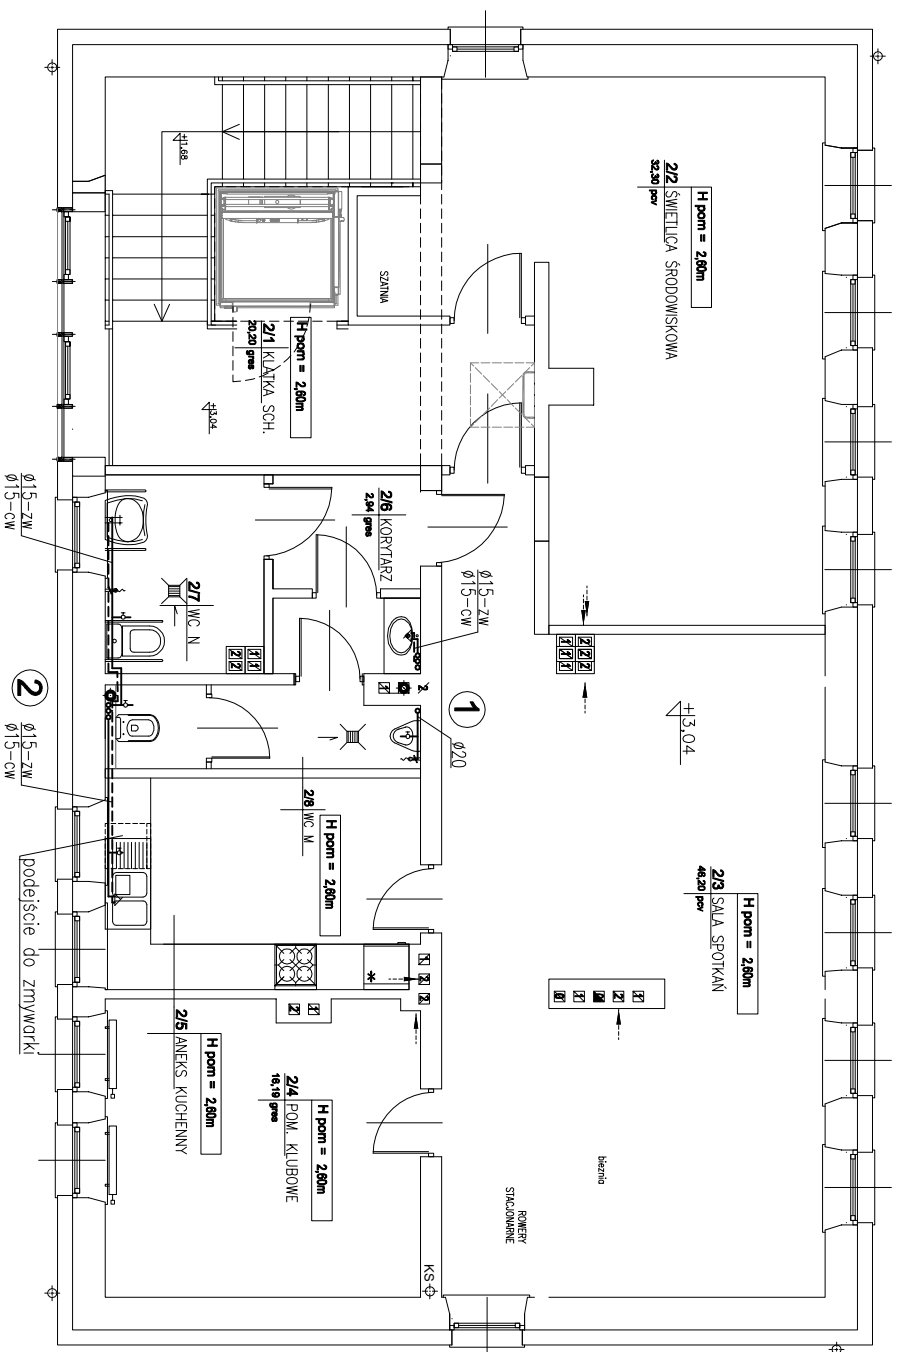 H pom = 2,60m
2/2 ŚWIETLICA ŚRODOWISKOWA
32,30 pcv
SZATNIA
+1,68
H pom = 2,60m
2/1 KLATKA SCH.
20,20 gres
+3,04
2/6 KORYTARZ
2,94 gres
ø15-zw
ø15-cw
ø15-zw
ø15-cw
2/7 WC N
1
2
ø20
ø15-zw
ø15-cw
+3,04
H pom = 2,60m
2/8 WC M
H pom = 2,60m
2/3 SALA SPOTKAŃ
46,20 pcv
podejście do zmywarki
H pom = 2,60m
2/5 ANEKS KUCHENNY
H pom = 2,60m
2/4 POM. KLUBOWE
16,19 gres
bieznia
ROWERY
STACJONARNE
KS